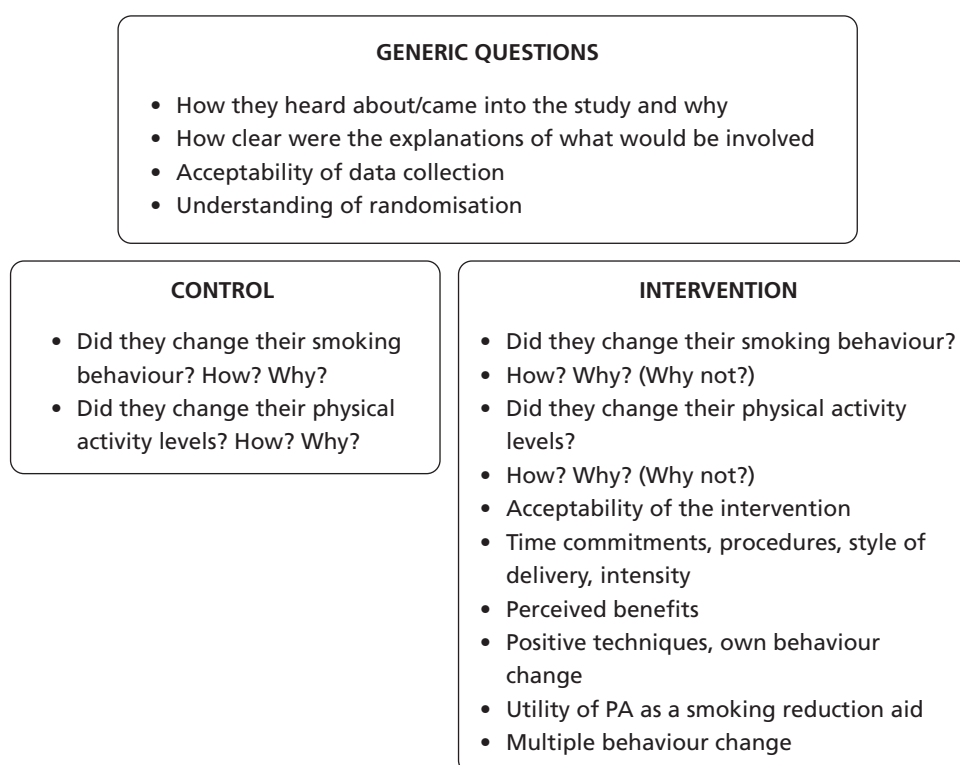 GENERIC QUESTIONS
• How they heard about/came into the study and why
• How clear were the explanations of what would be involved
• Acceptability of data collection
• Understanding of randomisation
CONTROL
• Did they change their smoking
behaviour? How? Why?
• Did they change their physical
activity levels? How? Why?
INTERVENTION
• Did they change their smoking behaviour?
• How? Why? (Why not?)
• Did they change their physical activity
levels?
• How? Why? (Why not?)
• Acceptability of the intervention
• Time commitments, procedures, style of
delivery, intensity
• Perceived benefits
• Positive techniques, own behaviour
change
• Utility of PA as a smoking reduction aid
• Multiple behaviour change